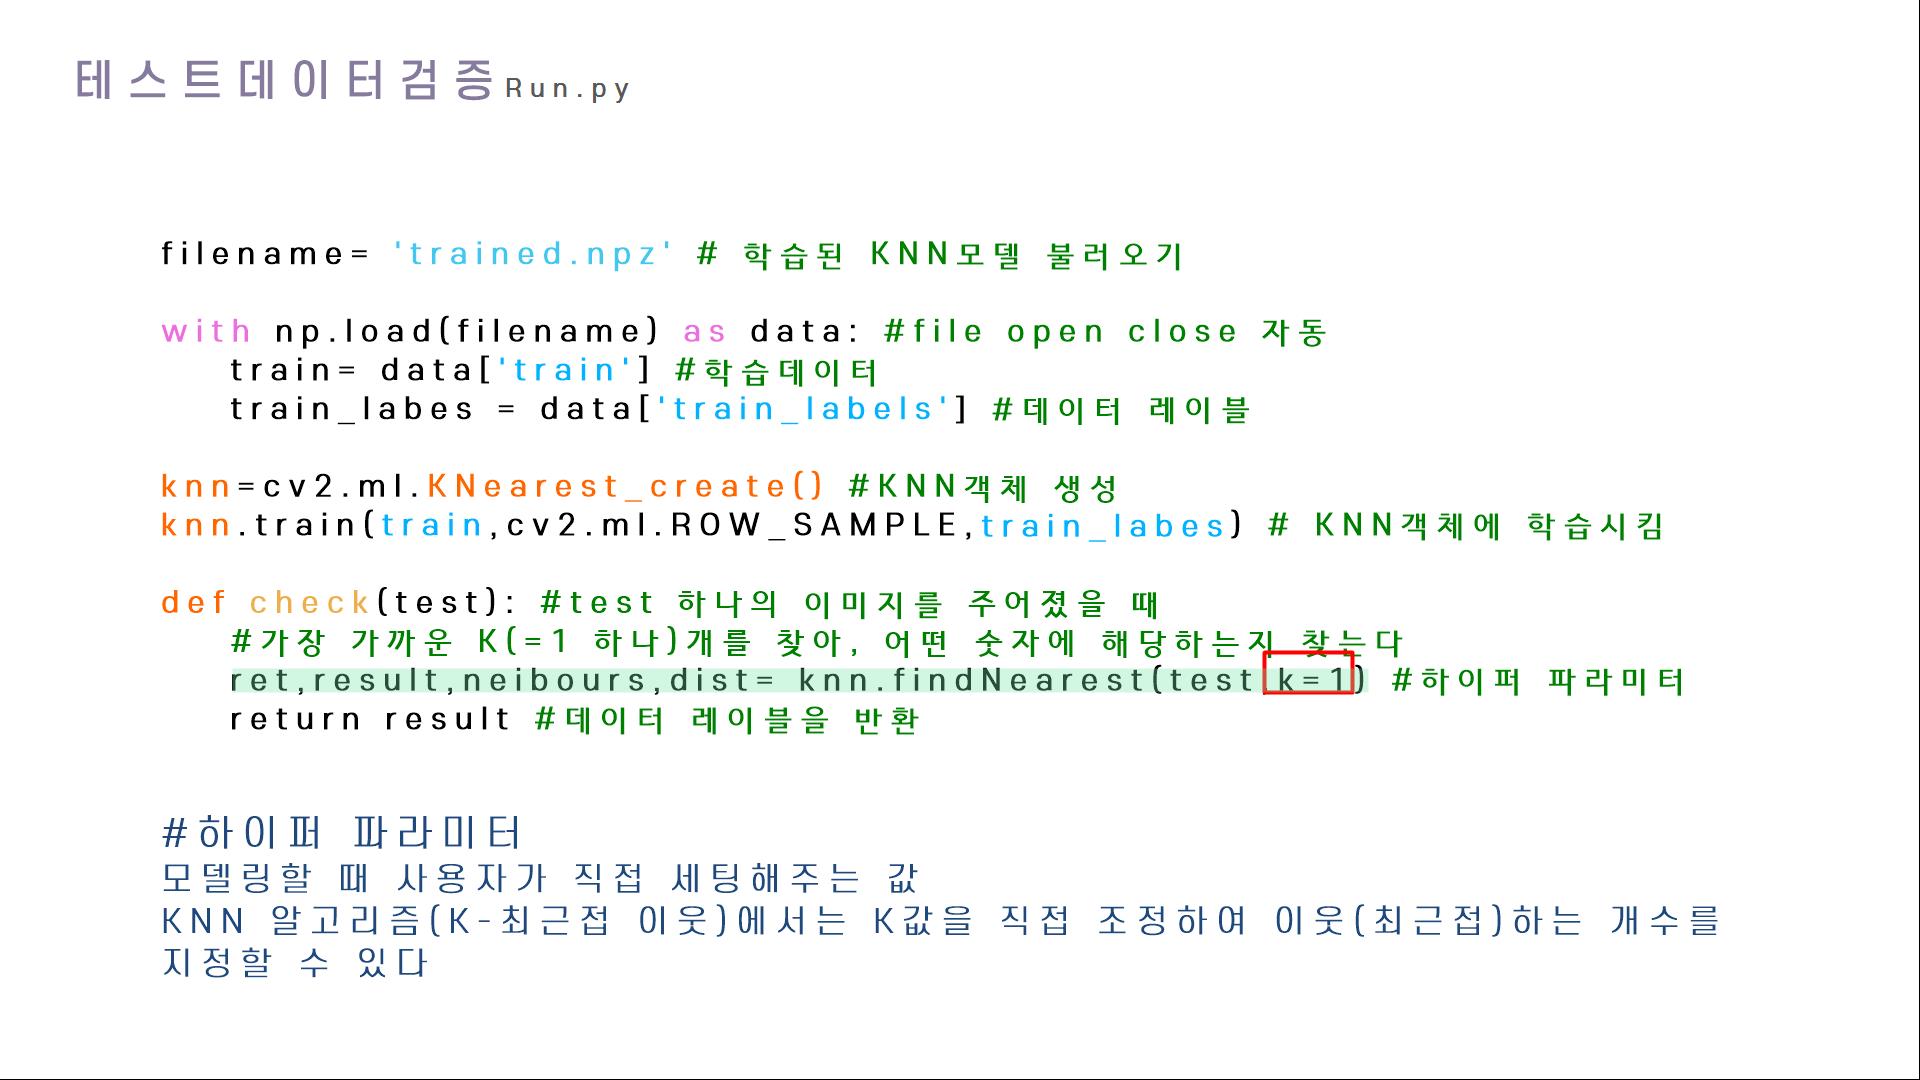 테스트데이터검증 Run.py
filename= 'trained.npz' # 학습된 KNN모델 불러오기
with np.load(filename) as data: #file open close 자동
train= data['train'] #학습데이터
train_labes = data['train_labels'] #데이터 레이블
knn=cv2.ml.KNearest_create() #KNN객체 생성
knn.train(train,cv2.ml.ROW_SAMPLE,train_labes) # KNN객체에 학습시킴
def check(test): #test 하나의 이미지를 주어졌을 때
#가장 가까운 K(=1 하나)개를 찾아, 어떤 숫자에 해당하는지 찾는다
ret,result,neibours,dist= knn.findNearest(test,k=1) #하이퍼 파라미터
return result #데이터 레이블을 반환
#하이퍼 파라미터
모델링할 때 사용자가 직접 세팅해주는 값
KNN 알고리즘(K-최근접 이웃)에서는 K값을 직접 조정하여 이웃(최근접)하는 개수를
지정할 수 있다